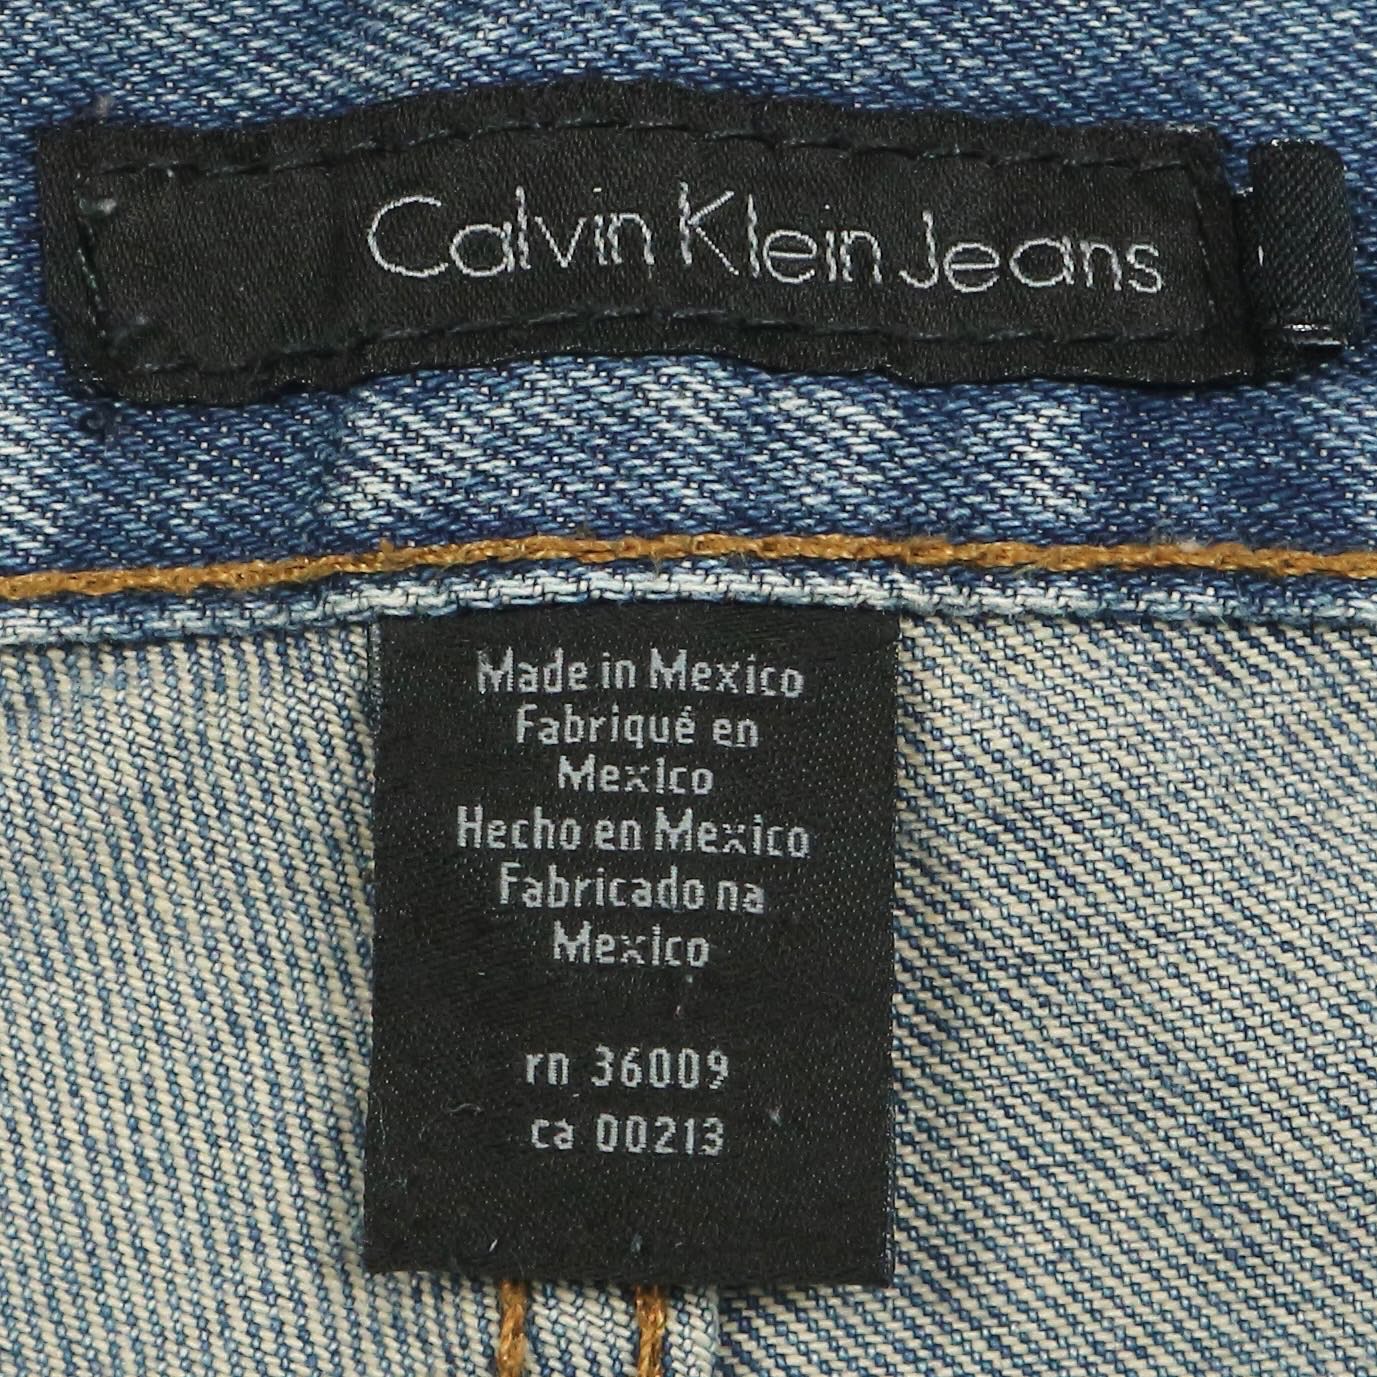 Calvin Klein Jeans
Made in Mexico
Fabriqué en
Mexico
Hecho en Mexico
Fabricado na
Mexico
rn 36009
ca 00213